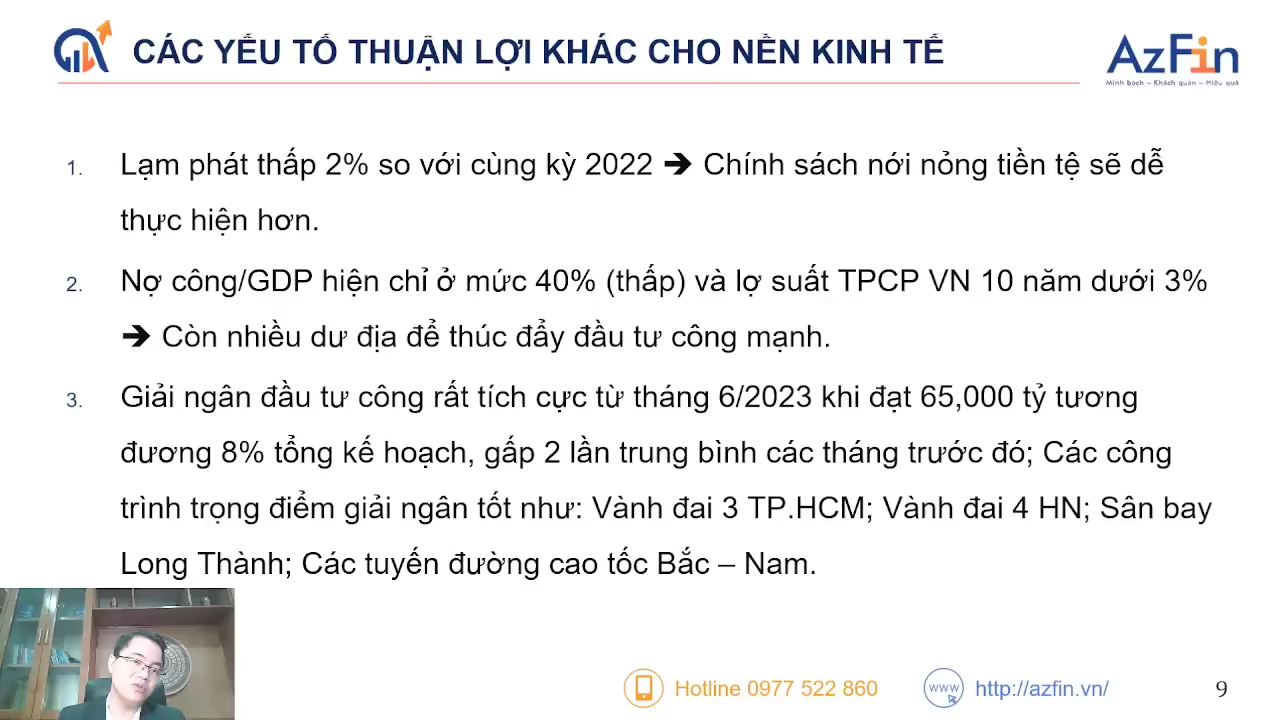 CÁC YẾU TỐ THUẬN LỢI KHÁC CHO NỀN KINH TẾ
AzFin
Minh bạch – Khách quan – Hiệu quả
1. Lạm phát thấp 2% so với cùng kỳ 2022 ➔ Chính sách nới nỏng tiền tệ sẽ dễ
thực hiện hơn.
2. Nợ công/GDP hiện chỉ ở mức 40% (thấp) và lợ suất TPCP VN 10 năm dưới 3%
➔ Còn nhiều dư địa để thúc đẩy đầu tư công mạnh.
3. Giải ngân đầu tư công rất tích cực từ tháng 6/2023 khi đạt 65,000 tỷ tương
đương 8% tổng kế hoạch, gấp 2 lần trung bình các tháng trước đó; Các công
trình trọng điểm giải ngân tốt như: Vành đai 3 TP.HCM; Vành đai 4 HN; Sân bay
Long Thành; Các tuyến đường cao tốc Bắc – Nam.
Hotline 0977 522 860
www
http://azfin.vn/
9